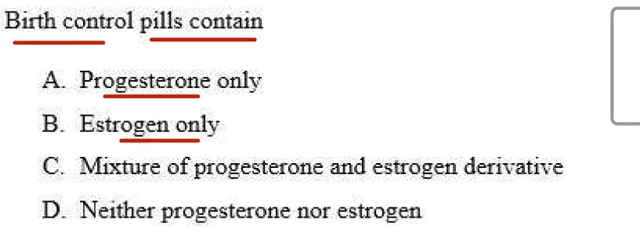 Birth control pills contain
A. Progesterone only
B. Estrogen only
C. Mixture of progesterone and estrogen derivative
D. Neither progesterone nor estrogen